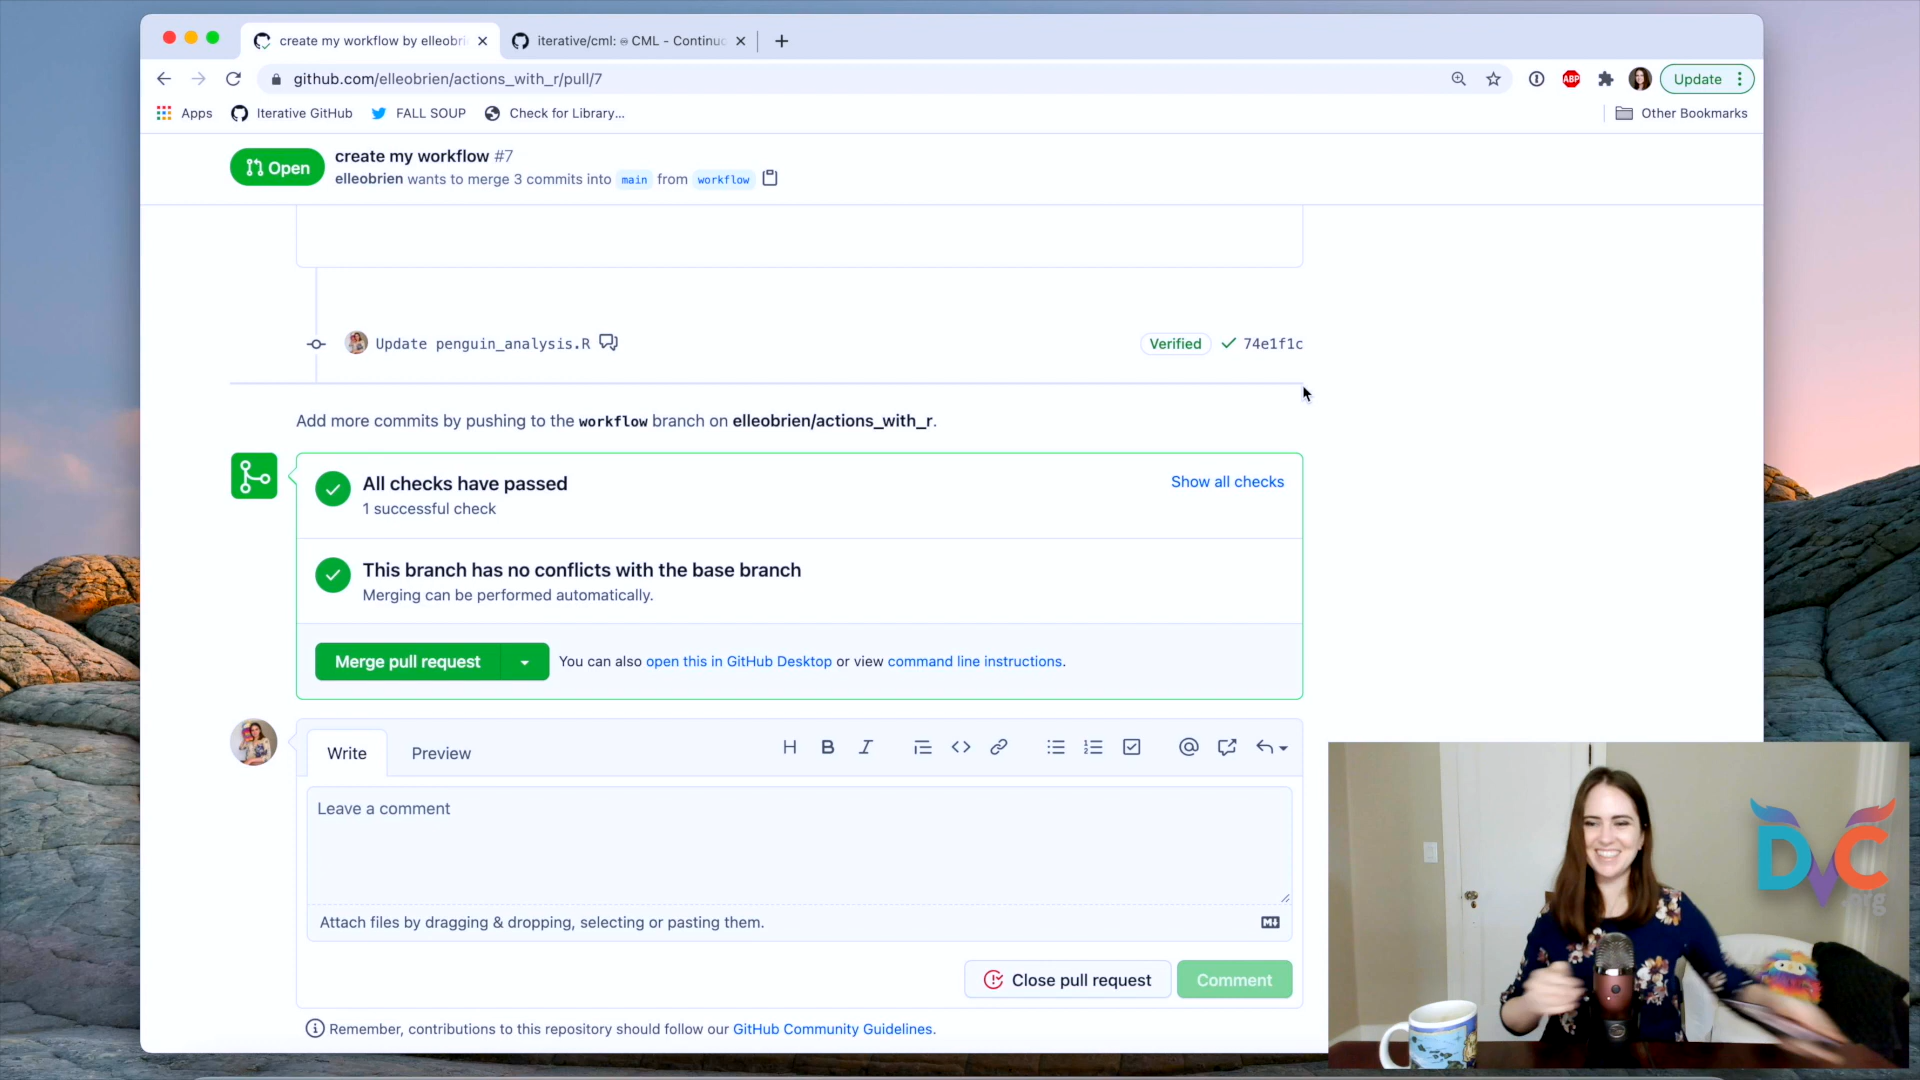 create my workflow by elleobri
iterative/cml: ♾ CML - Continuo
github.com/elleobrien/actions_with_r/pull/7
ABP
Update
Apps
Iterative GitHub
FALL SOUP
Check for Library...
Other Bookmarks
Open
create my workflow #7
elleobrien wants to merge 3 commits into main from workflow
Update penguin_analysis.R
Verified
74e1f1c
Add more commits by pushing to the workflow branch on elleobrien/actions_with_r.
All checks have passed
Show all checks
1 successful check
This branch has no conflicts with the base branch
Merging can be performed automatically.
Merge pull request
You can also open this in GitHub Desktop or view command line instructions.
Write
Preview
H B I
Leave a comment
Attach files by dragging & dropping, selecting or pasting them.
Close pull request
Comment
Remember, contributions to this repository should follow our GitHub Community Guidelines.
DVC
.org